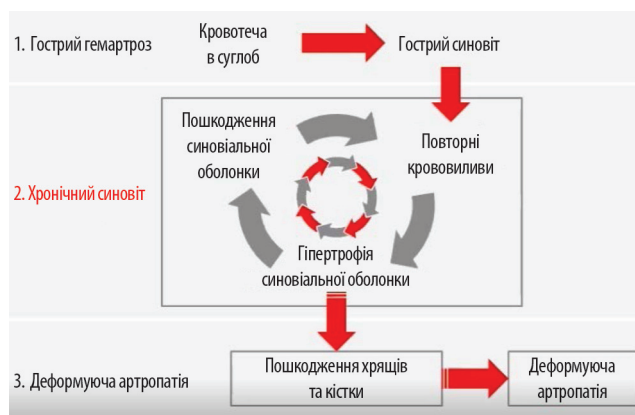 1. Гострий гемартроз
Кровотеча
в суглоб
Гострий синовіт
2. Хронічний синовіт
Пошкодження
синовіальної
оболонки
Повторні
крововиливи
Гіпертрофія
синовіальної оболонки
3. Деформуюча артропатія
Пошкодження хрящів
та кістки
Деформуюча
артропатія